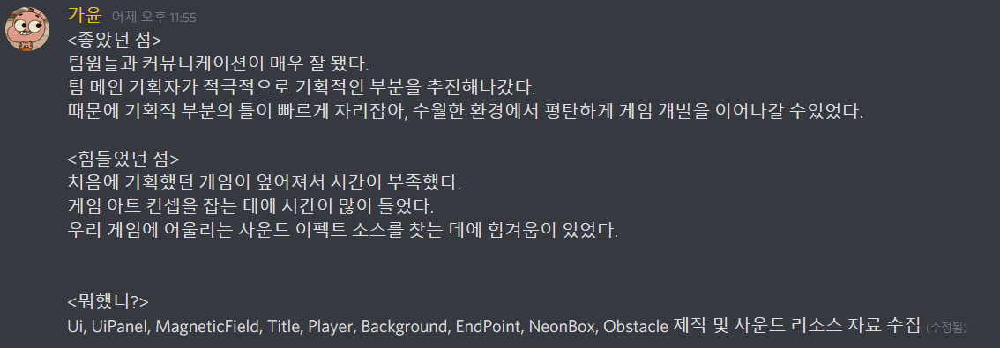 가윤 어제 오후 11:55
<좋았던 점>
팀원들과 커뮤니케이션이 매우 잘 됐다.
팀 메인 기획자가 적극적으로 기획적인 부분을 추진해나갔다.
때문에 기획적 부분의 틀이 빠르게 자리잡아, 수월한 환경에서 평탄하게 게임 개발을 이어나갈 수있었다.
<힘들었던 점>
처음에 기획했던 게임이 엎어져서 시간이 부족했다.
게임 아트 컨셉을 잡는 데에 시간이 많이 들었다.
우리 게임에 어울리는 사운드 이펙트 소스를 찾는 데에 힘겨움이 있었다.
<뭐했니?>
Ui, UiPanel, MagneticField, Title, Player, Background, EndPoint, NeonBox, Obstacle 제작 및 사운드 리소스 자료 수집 (수정됨)